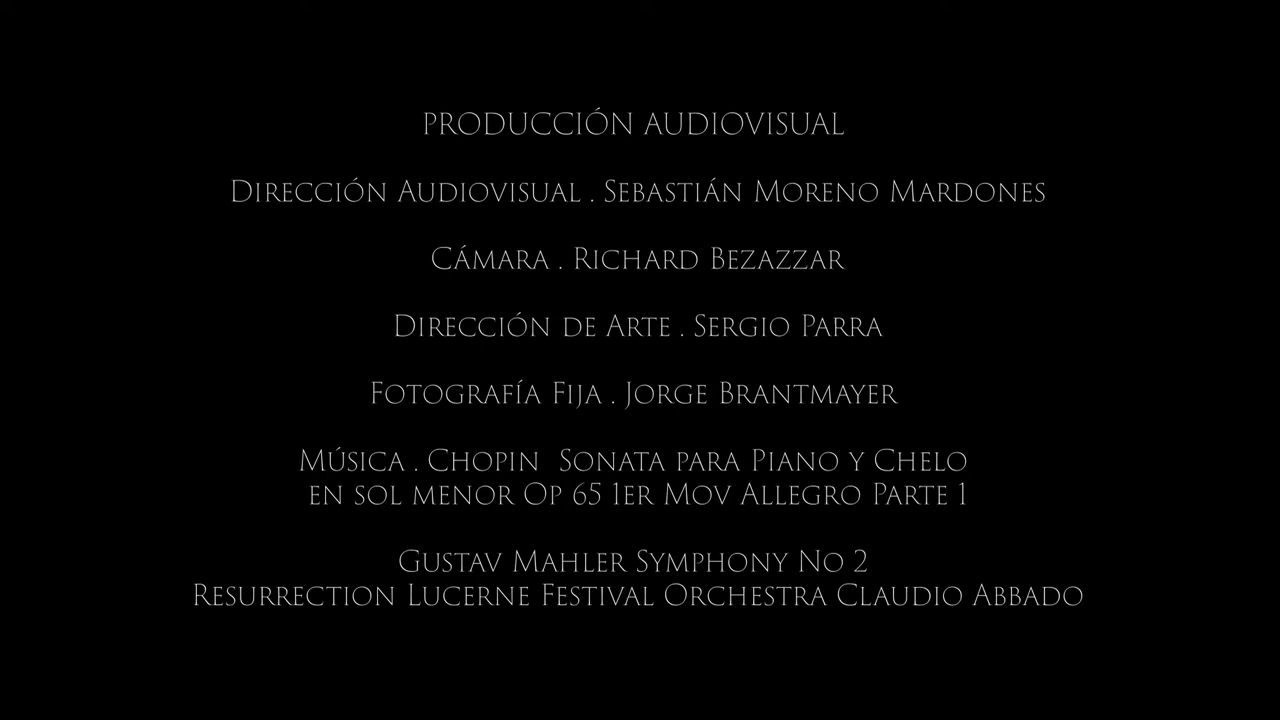 PRODUCCIÓN AUDIOVISUAL
Dirección Audiovisual . Sebastián Moreno Mardones
Cámara . Richard Bezazzar
Dirección de Arte . Sergio Parra
Fotografía Fija . Jorge Brantmayer
Música . Chopin Sonata para Piano y Chelo
en sol menor Op 65 1er Mov Allegro Parte 1
Gustav Mahler Symphony No 2
Resurrection Lucerne Festival Orchestra Claudio Abbado